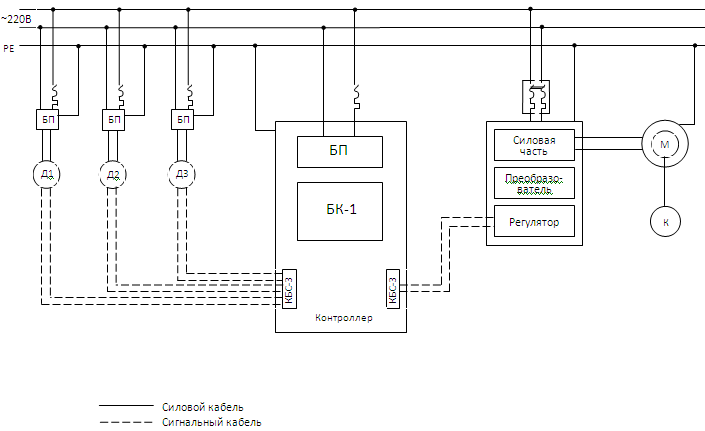 ~220В
PE
БП
БП
БП
Д1
Д2
Д3
БП
БК-1
КБС-3
КБС-3
Контроллер
Силовая
часть
Преобразо-
ватель
Регулятор
М
К
Силовой кабель
Сигнальный кабель